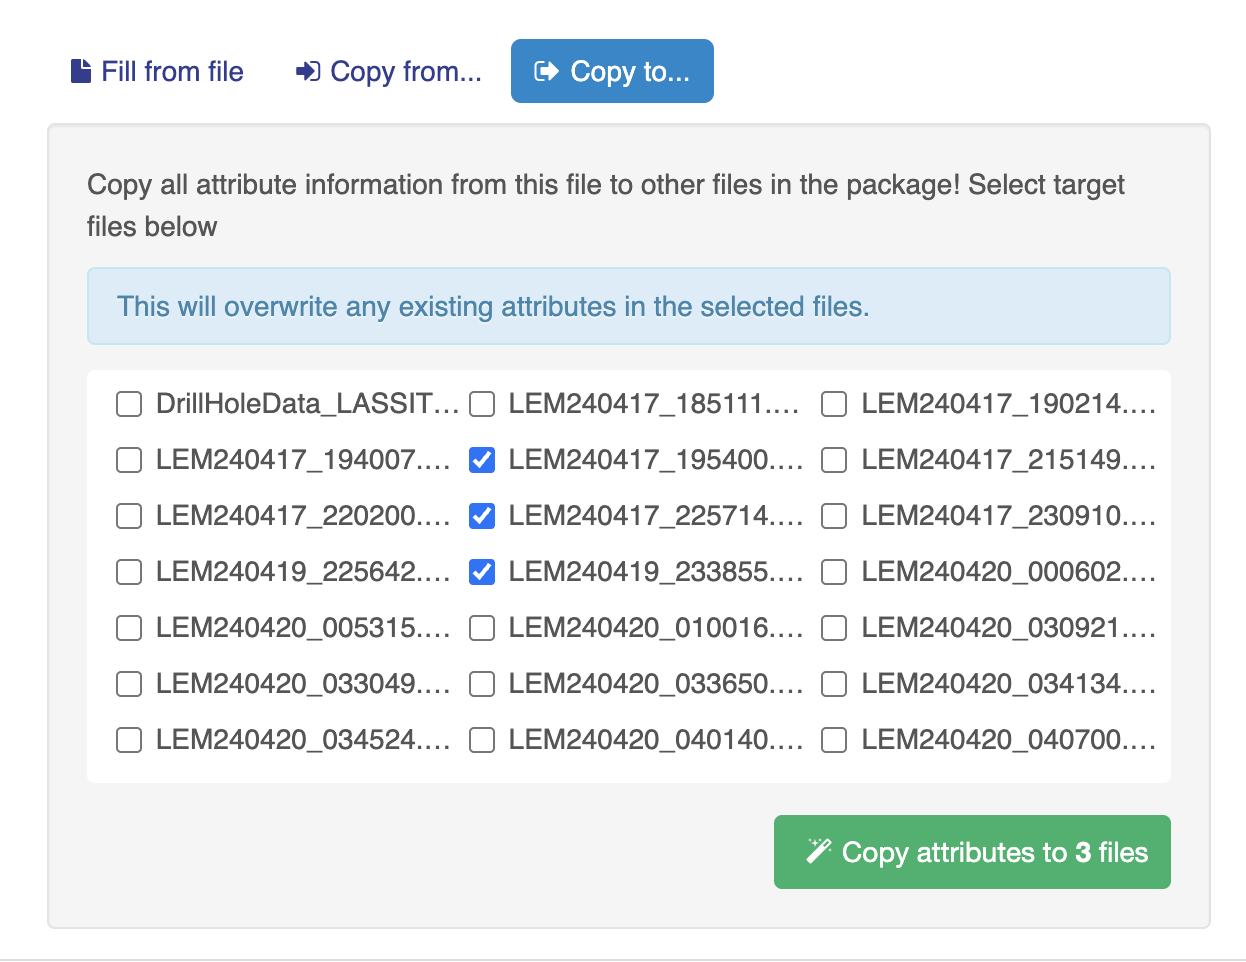 Fill from file Copy from... Copy to...
Copy all attribute information from this file to other files in the package! Select target
files below
This will overwrite any existing attributes in the selected files.
DrillHoleData_LASSIT... LEM240417_185111.... LEM240417_190214....
LEM240417_194007.... LEM240417_195400.... LEM240417_215149....
LEM240417_220200.... LEM240417_225714.... LEM240417_230910....
LEM240419_225642.... LEM240419_233855.... LEM240420_000602....
LEM240420_005315.... LEM240420_010016.... LEM240420_030921....
LEM240420_033049.... LEM240420_033650.... LEM240420_034134....
LEM240420_034524.... LEM240420_040140.... LEM240420_040700....
Copy attributes to 3 files